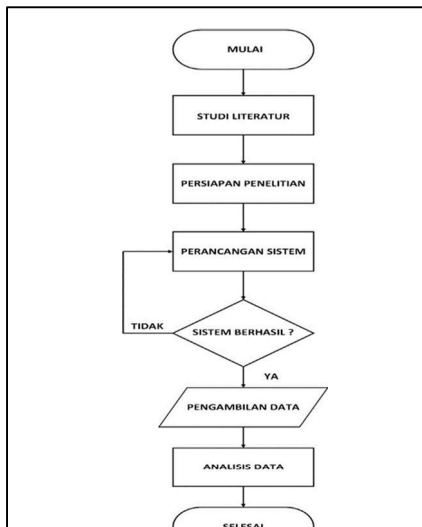 MULAI
STUDI LITERATUR
PERSIAPAN PENELITIAN
PERANCANGAN SISTEM
SISTEM BERHASIL ?
TIDAK
YA
PENGAMBILAN DATA
ANALISIS DATA
SELESAI